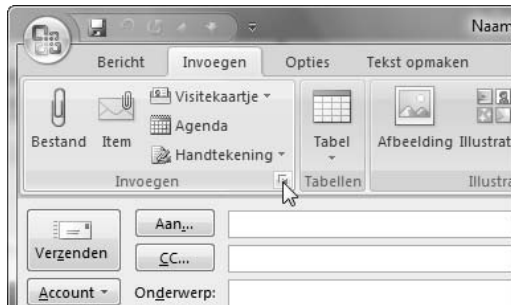 Naam
Bericht Invoegen Opties Tekst opmaken
Visitekaartje
Agenda
Handtekening
Bestand Item
Tabel
Afbeelding Illustrat
Invoegen Tabellen Illustra
Verzenden
Aan...
CC...
Account
Onderwerp: